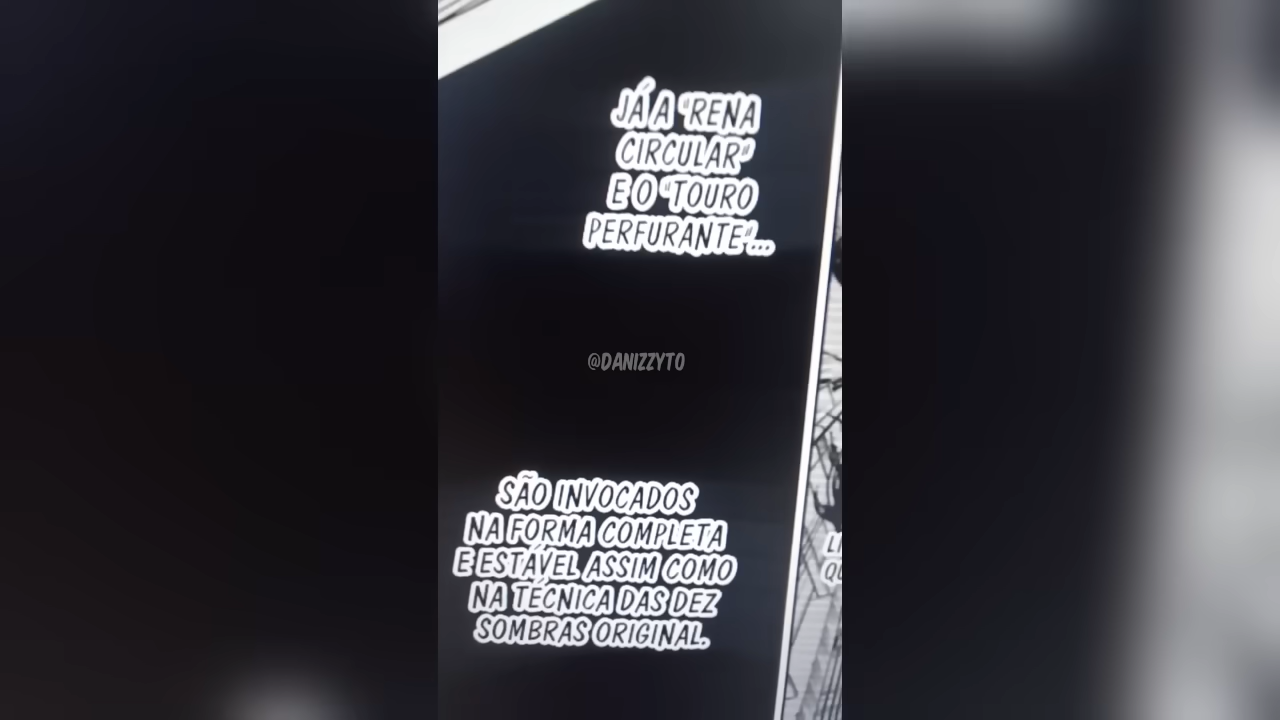 JÁ A "RENA
CIRCULAR"
E O "TOURO
PERFURANTE"...
@DANIZZYTO
SÃO INVOCADOS
NA FORMA COMPLETA
E ESTÁVEL ASSIM COMO
NA TÉCNICA DAS DEZ
SOMBRAS ORIGINAL.